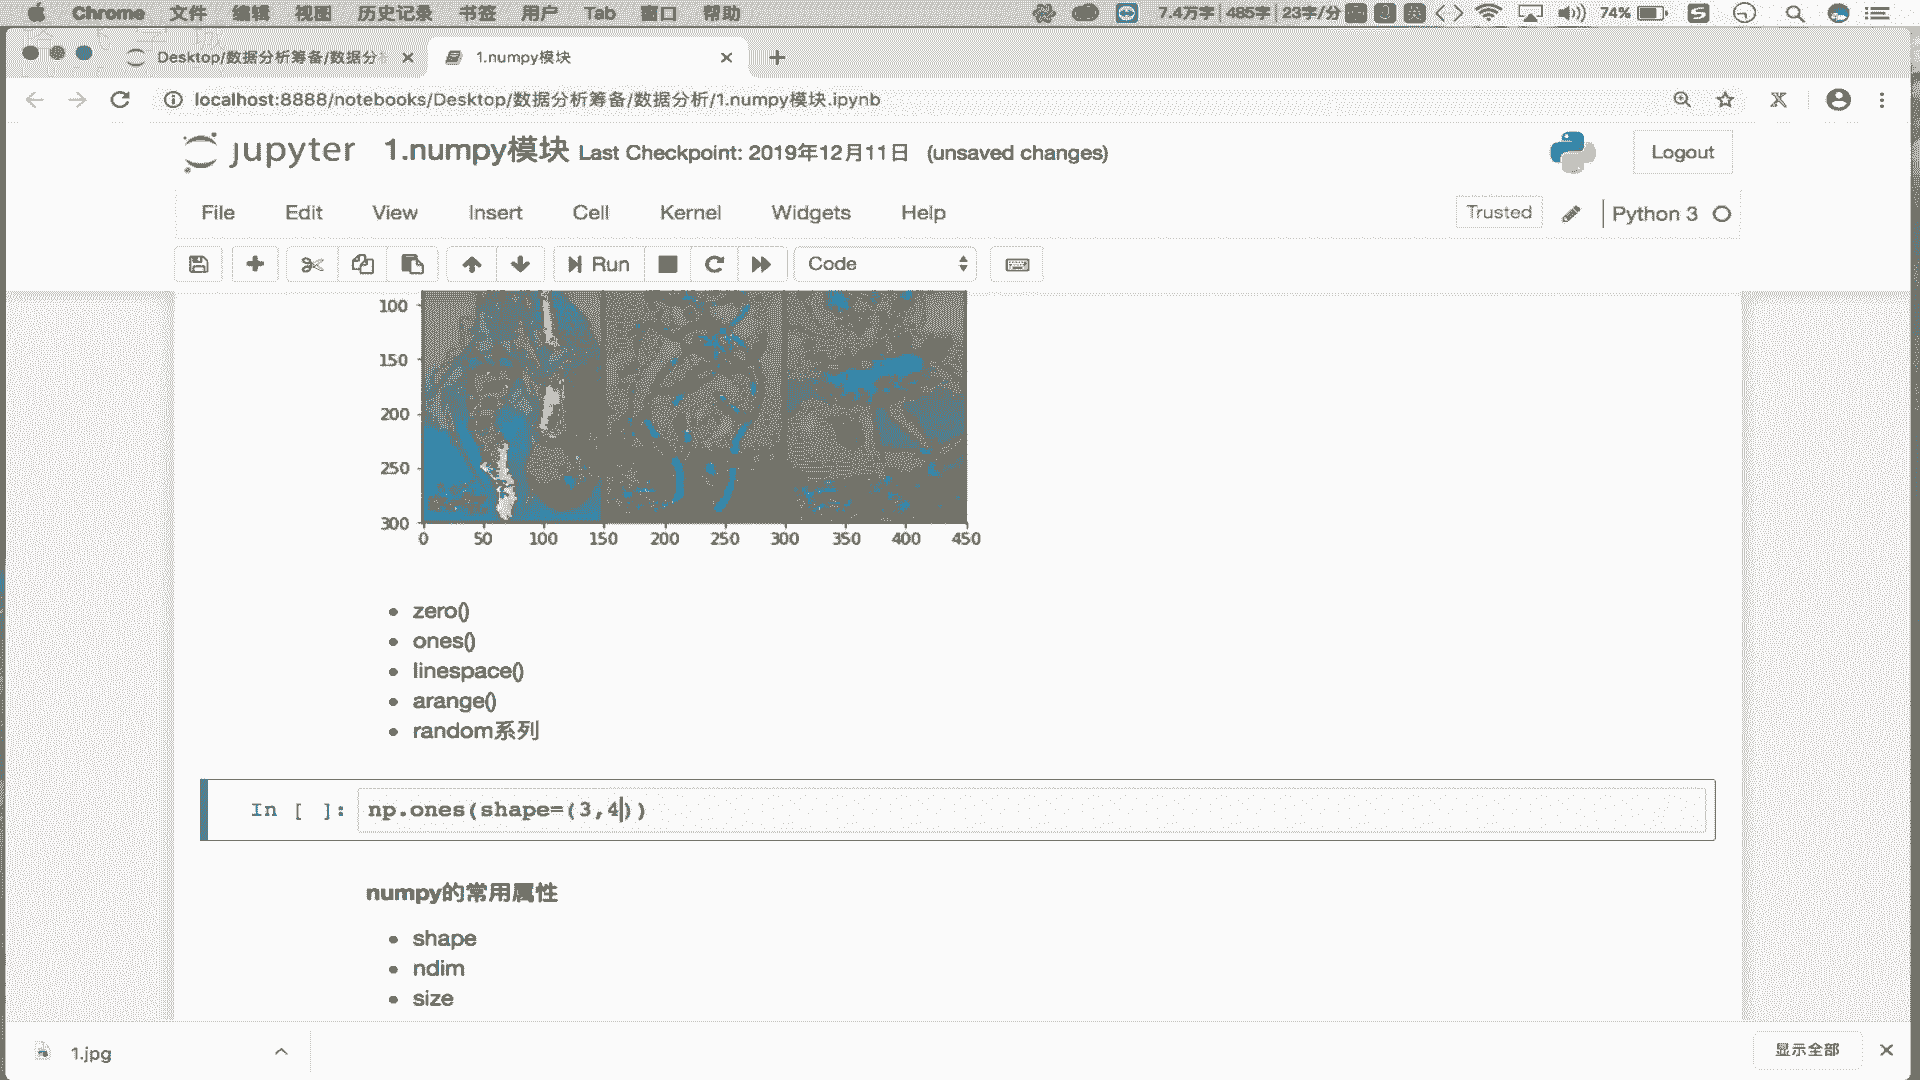 Chrome 文件 编辑 视图 历史记录 书签 用户 Tab 窗口 帮助 7.4万字 485字 23字/分 74%
Desktop/数据分析筹备/数据分 1.numpy模块
localhost:8888/notebooks/Desktop/数据分析筹备/数据分析/1.numpy模块.ipynb
jupyter 1.numpy模块 Last Checkpoint: 2019年12月11日 (unsaved changes) Logout
File Edit View Insert Cell Kernel Widgets Help Trusted Python 3
Run Code
100
150
200
250
300
0 50 100 150 200 250 300 350 400 450
zero()
ones()
linespace()
arange()
random系列
In [ ]: np.ones(shape=(3,4))
numpy的常用属性
shape
ndim
size
1.jpg 显示全部